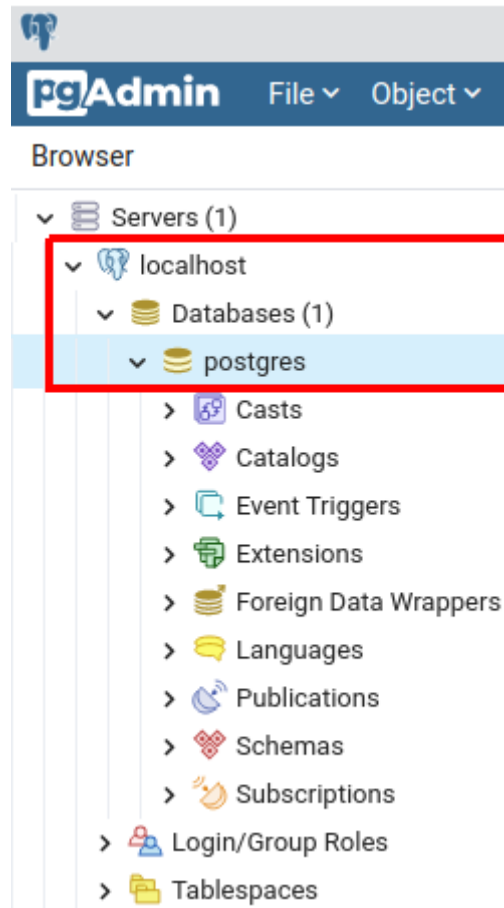 pgAdmin File Object
Browser
Servers (1)
localhost
Databases (1)
postgres
Casts
Catalogs
Event Triggers
Extensions
Foreign Data Wrappers
Languages
Publications
Schemas
Subscriptions
Login/Group Roles
Tablespaces